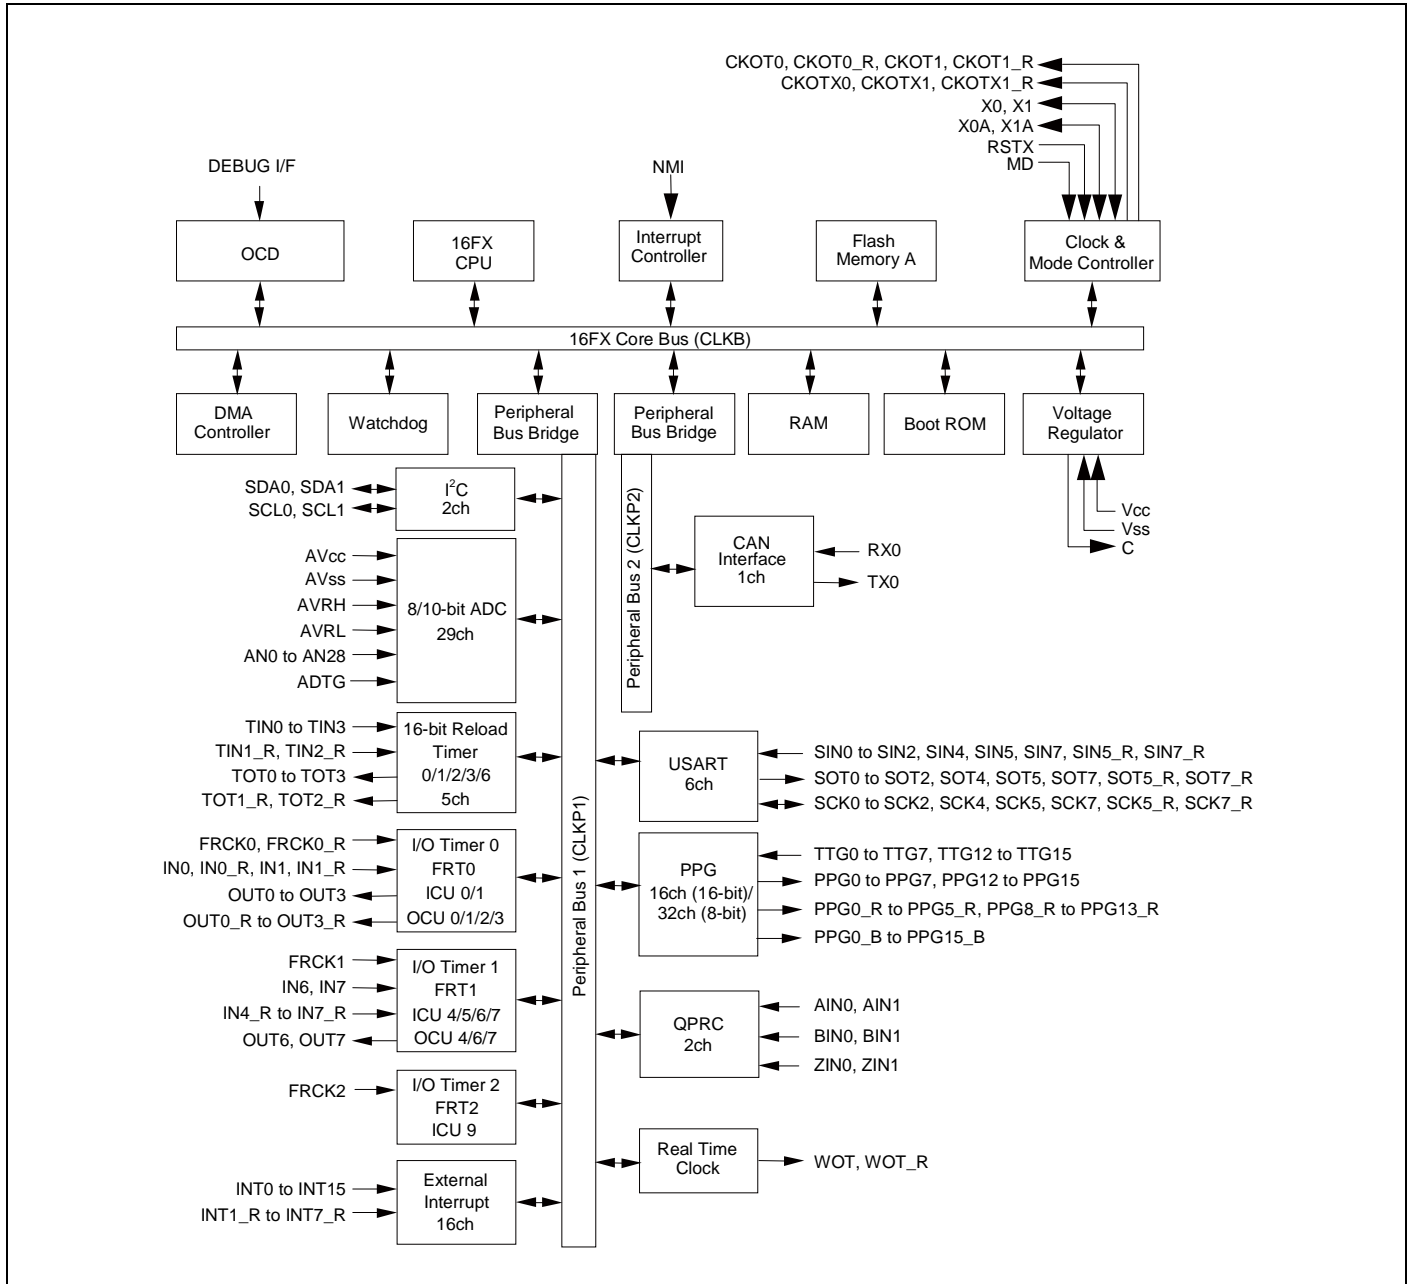 CKOT0, CKOT0_R, CKOT1, CKOT1_R
CKOTX0, CKOTX1, CKOTX1_R
X0, X1
X0A, X1A
RSTX
MD
DEBUG I/F
NMI
OCD
16FX
CPU
Interrupt
Controller
Flash
Memory A
Clock &
Mode Controller
16FX Core Bus (CLKB)
DMA
Controller
Watchdog
Peripheral
Bus Bridge
Peripheral
Bus Bridge
RAM
Boot ROM
Voltage
Regulator
Vcc
Vss
C
Peripheral Bus 1 (CLKP1)
Peripheral Bus 2 (CLKP2)
SDA0, SDA1
SCL0, SCL1
I²C
2ch
CAN
Interface
1ch
RX0
TX0
AVcc
AVss
AVRH
AVRL
AN0 to AN28
ADTG
8/10-bit ADC
29ch
TIN0 to TIN3
TIN1_R, TIN2_R
TOT0 to TOT3
TOT1_R, TOT2_R
16-bit Reload
Timer
0/1/2/3/6
5ch
USART
6ch
SIN0 to SIN2, SIN4, SIN5, SIN7, SIN5_R, SIN7_R
SOT0 to SOT2, SOT4, SOT5, SOT7, SOT5_R, SOT7_R
SCK0 to SCK2, SCK4, SCK5, SCK7, SCK5_R, SCK7_R
FRCK0, FRCK0_R
IN0, IN0_R, IN1, IN1_R
OUT0 to OUT3
OUT0_R to OUT3_R
I/O Timer 0
FRT0
ICU 0/1
OCU 0/1/2/3
PPG
16ch (16-bit)/
32ch (8-bit)
TTG0 to TTG7, TTG12 to TTG15
PPG0 to PPG7, PPG12 to PPG15
PPG0_R to PPG5_R, PPG8_R to PPG13_R
PPG0_B to PPG15_B
FRCK1
IN6, IN7
IN4_R to IN7_R
OUT6, OUT7
I/O Timer 1
FRT1
ICU 4/5/6/7
OCU 4/6/7
QPRC
2ch
AIN0, AIN1
BIN0, BIN1
ZIN0, ZIN1
FRCK2
I/O Timer 2
FRT2
ICU 9
Real Time
Clock
WOT, WOT_R
INT0 to INT15
INT1_R to INT7_R
External
Interrupt
16ch